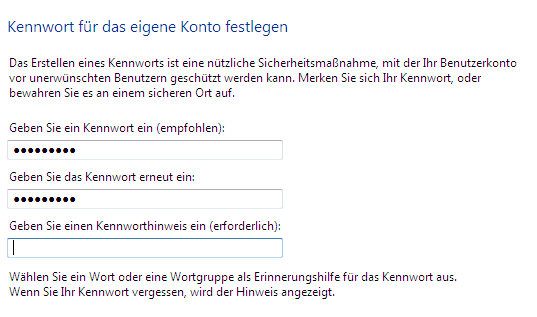 Kennwort für das eigene Konto festlegen
Das Erstellen eines Kennworts ist eine nützliche Sicherheitsmaßnahme, mit der Ihr Benutzerkonto
vor unerwünschten Benutzern geschützt werden kann. Merken Sie sich Ihr Kennwort, oder
bewahren Sie es an einem sicheren Ort auf.
Geben Sie ein Kennwort ein (empfohlen):
●●●●●●●●●
Geben Sie das Kennwort erneut ein:
●●●●●●●●●
Geben Sie einen Kennworthinweis ein (erforderlich):
Wählen Sie ein Wort oder eine Wortgruppe als Erinnerungshilfe für das Kennwort aus.
Wenn Sie Ihr Kennwort vergessen, wird der Hinweis angezeigt.